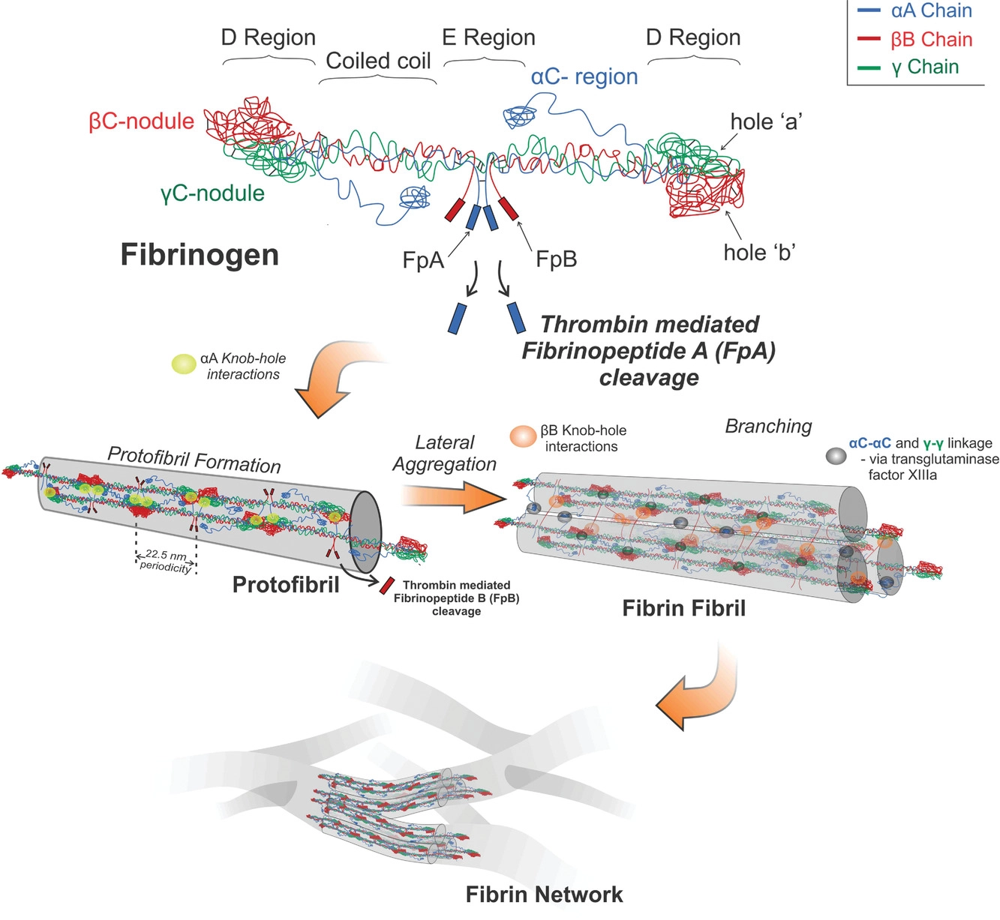 αA Chain
βB Chain
γ Chain
D Region
E Region
D Region
Coiled coil
αC- region
βC-nodule
hole ‘a’
γC-nodule
hole ‘b’
Fibrinogen
FpA
FpB
Thrombin mediated
Fibrinopeptide A (FpA)
cleavage
αA Knob-hole
interactions
Protofibril Formation
Lateral
Aggregation
βB Knob-hole
interactions
Branching
αC-αC and γ-γ linkage
- via transglutaminase
factor XIIIa
22.5 nm
periodicity
Protofibril
Thrombin mediated
Fibrinopeptide B (FpB)
cleavage
Fibrin Fibril
Fibrin Network